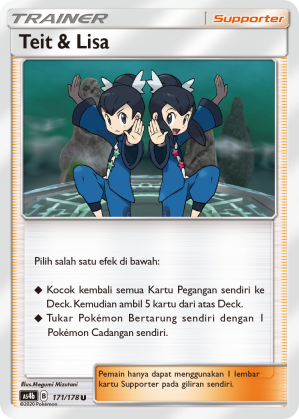 TRAINER Supporter
Teit & Lisa
Pilih salah satu efek di bawah:
◆ Kocok kembali semua Kartu Pegangan sendiri ke
Deck. Kemudian ambil 5 kartu dari atas Deck.
◆ Tukar Pokémon Bertarung sendiri dengan 1
Pokémon Cadangan sendiri.
Illus.Megumi Mizutani
Pemain hanya dapat menggunakan 1 lembar
kartu Supporter pada giliran sendiri.
AS4b B 171/178 U
©2020 Pokémon